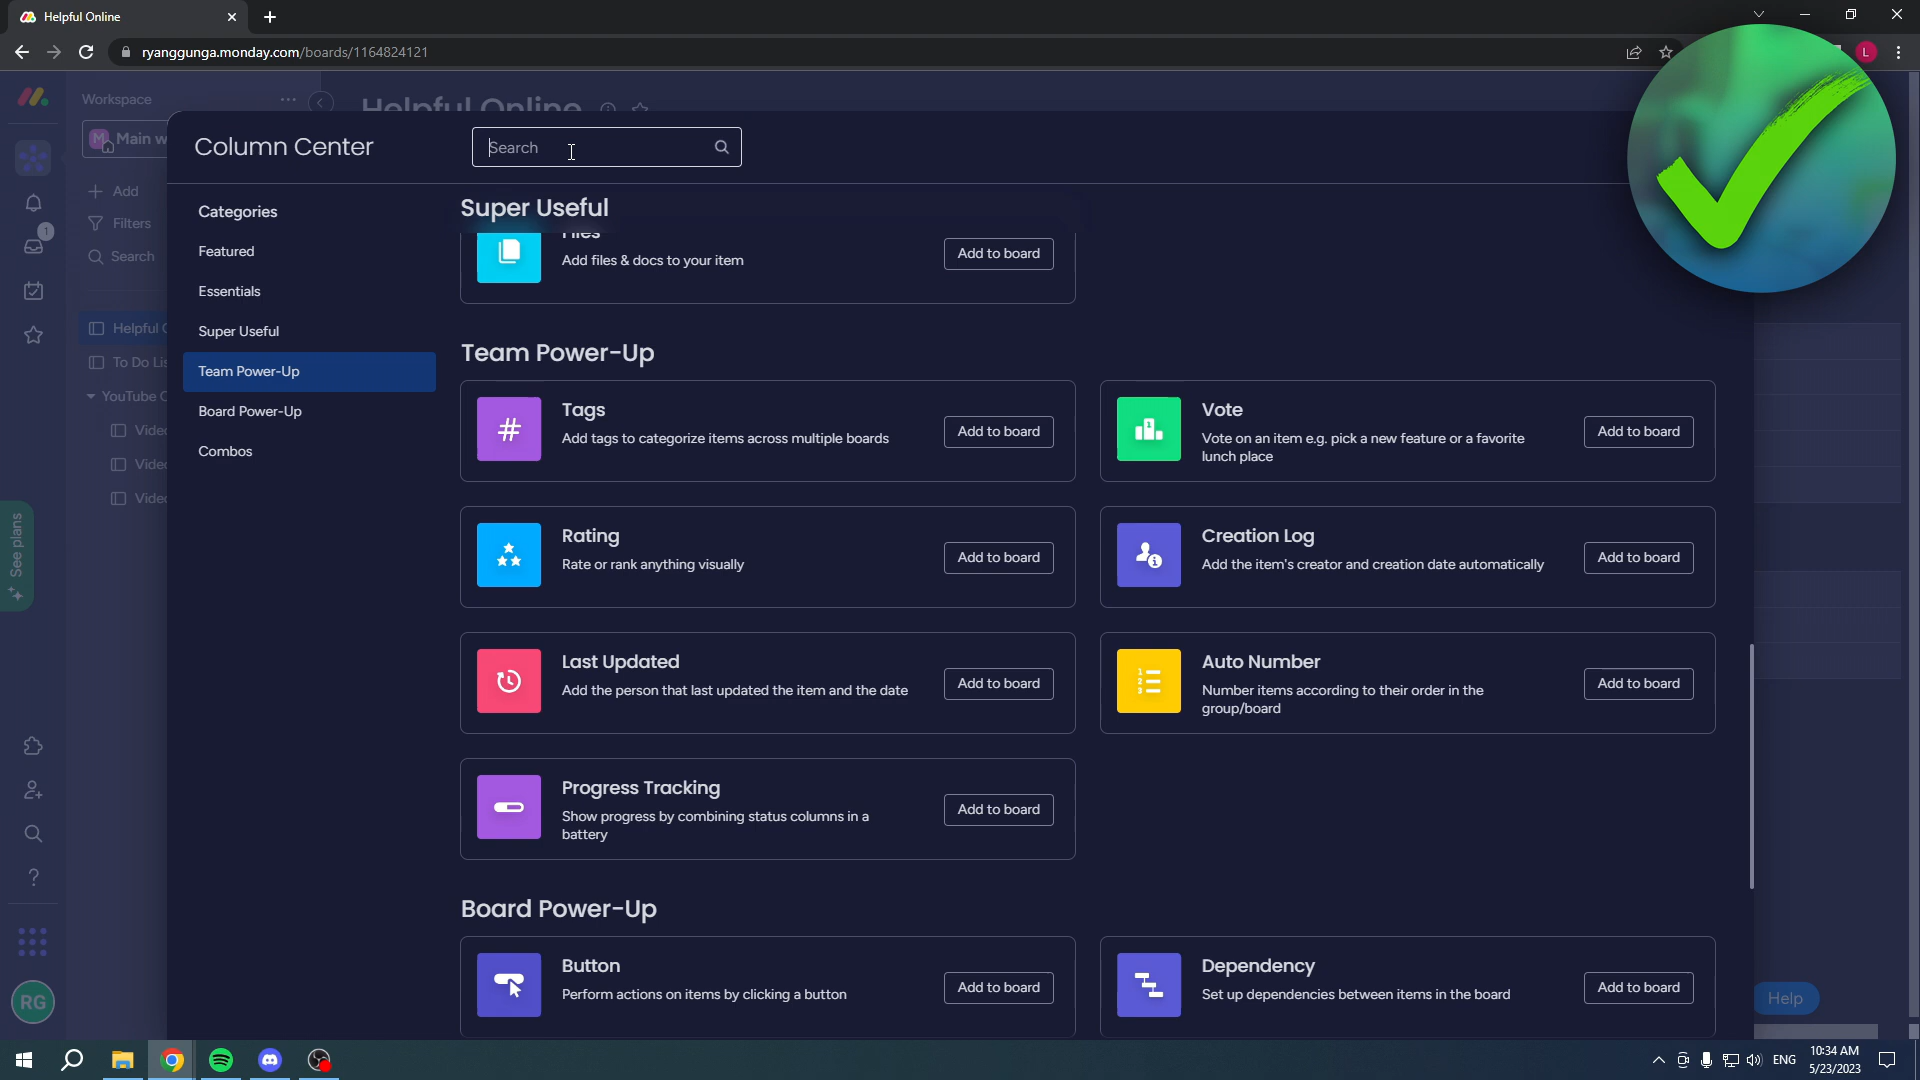 Helpful Online
ryanggunga.monday.com/boards/1164824121
L
Workspace
Helpful Online
M
Main w
Column Center
Search
Add
Filters
Search
1
Helpful
To Do Lis
YouTube C
Video
Video
Video
See plans
RG
Categories
Featured
Essentials
Super Useful
Team Power-Up
Board Power-Up
Combos
Super Useful
Files
Add files & docs to your item
Add to board
Team Power-Up
Tags
Add tags to categorize items across multiple boards
Add to board
Vote
Vote on an item e.g. pick a new feature or a favorite
lunch place
Add to board
Rating
Rate or rank anything visually
Add to board
Creation Log
Add the item's creator and creation date automatically
Add to board
Last Updated
Add the person that last updated the item and the date
Add to board
Auto Number
Number items according to their order in the
group/board
Add to board
Progress Tracking
Show progress by combining status columns in a
battery
Add to board
Board Power-Up
Button
Perform actions on items by clicking a button
Add to board
Dependency
Set up dependencies between items in the board
Add to board
Help
ENG
10:34 AM
5/23/2023